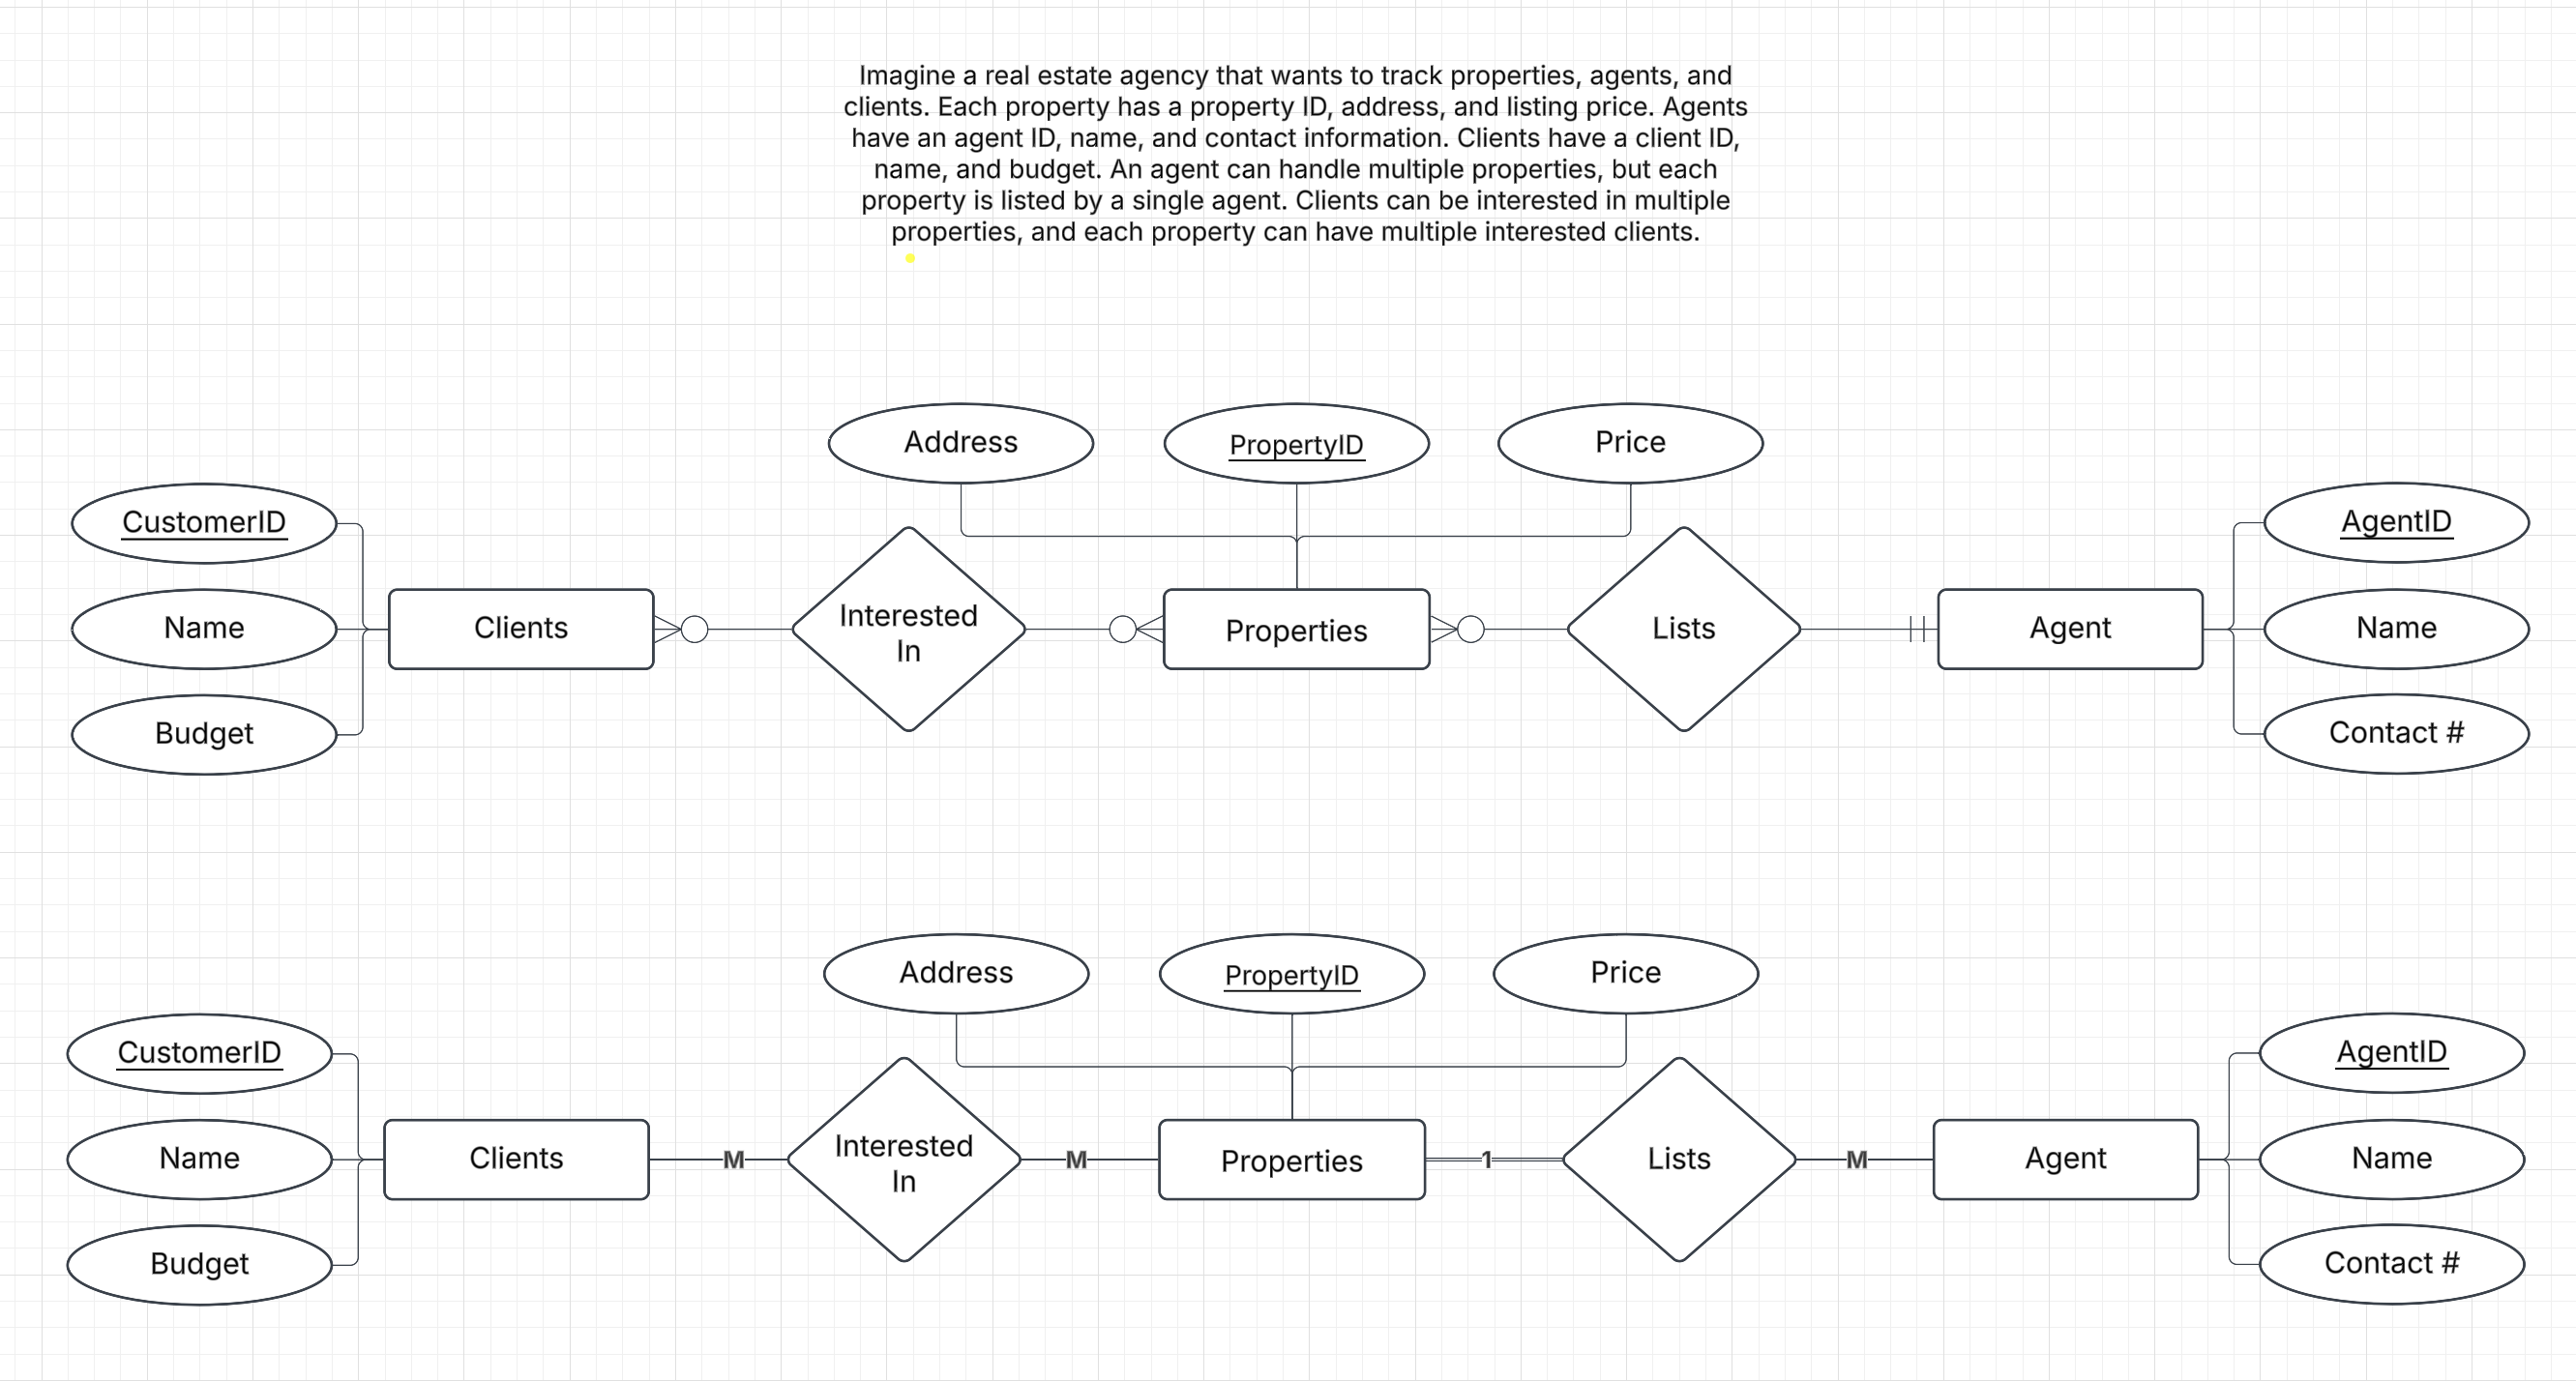 Imagine a real estate agency that wants to track properties, agents, and
clients. Each property has a property ID, address, and listing price. Agents
have an agent ID, name, and contact information. Clients have a client ID,
name, and budget. An agent can handle multiple properties, but each
property is listed by a single agent. Clients can be interested in multiple
properties, and each property can have multiple interested clients.
Address
PropertyID
Price
CustomerID
AgentID
Name
Clients
Interested
In
Properties
Lists
Agent
Name
Budget
Contact #
Address
PropertyID
Price
CustomerID
AgentID
Name
Clients
M
Interested
In
M
Properties
1
Lists
M
Agent
Name
Budget
Contact #